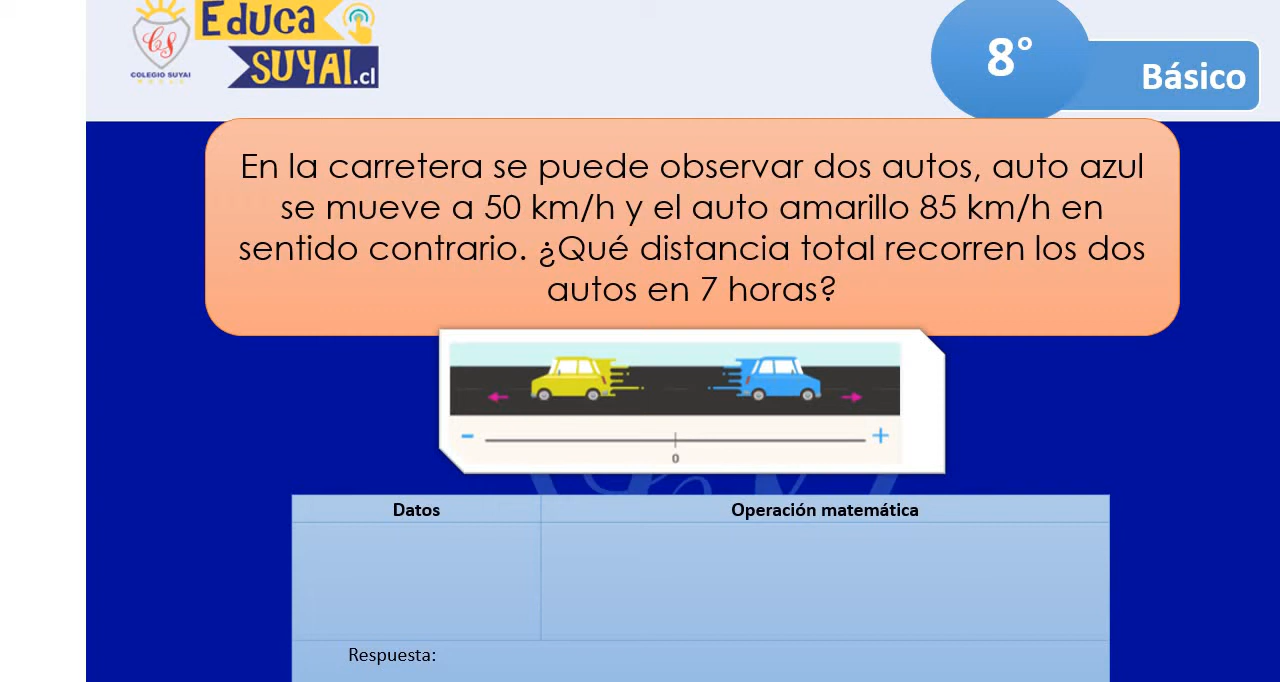 Educa
SUYAI.cl
CS
COLEGIO SUYAI
8°
Básico
En la carretera se puede observar dos autos, auto azul
se mueve a 50 km/h y el auto amarillo 85 km/h en
sentido contrario. ¿Qué distancia total recorren los dos
autos en 7 horas?
- +
0
Datos Operación matemática
Respuesta: